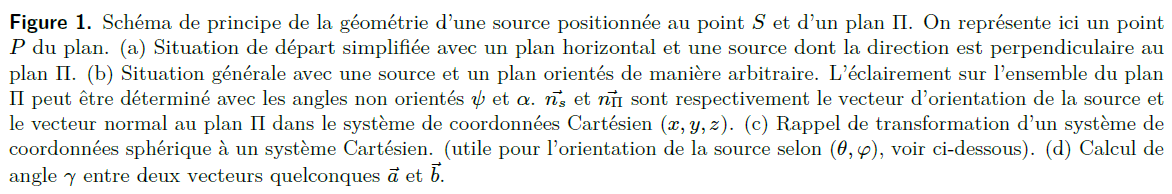 Figure 1. Schéma de principe de la géométrie d'une source positionnée au point S et d'un plan Π. On représente ici un point
P du plan. (a) Situation de départ simplifiée avec un plan horizontal et une source dont la direction est perpendiculaire au
plan Π. (b) Situation générale avec une source et un plan orientés de manière arbitraire. L'éclairement sur l'ensemble du plan
Π peut être déterminé avec les angles non orientés ψ et α. $\vec{n_s}$ et $\vec{n_Π}$ sont respectivement le vecteur d'orientation de la source et
le vecteur normal au plan Π dans le système de coordonnées Cartésien (x, y, z). (c) Rappel de transformation d'un système de
coordonnées sphérique à un système Cartésien. (utile pour l'orientation de la source selon (θ, φ), voir ci-dessous). (d) Calcul de
angle γ entre deux vecteurs quelconques $\vec{a}$ et $\vec{b}$.